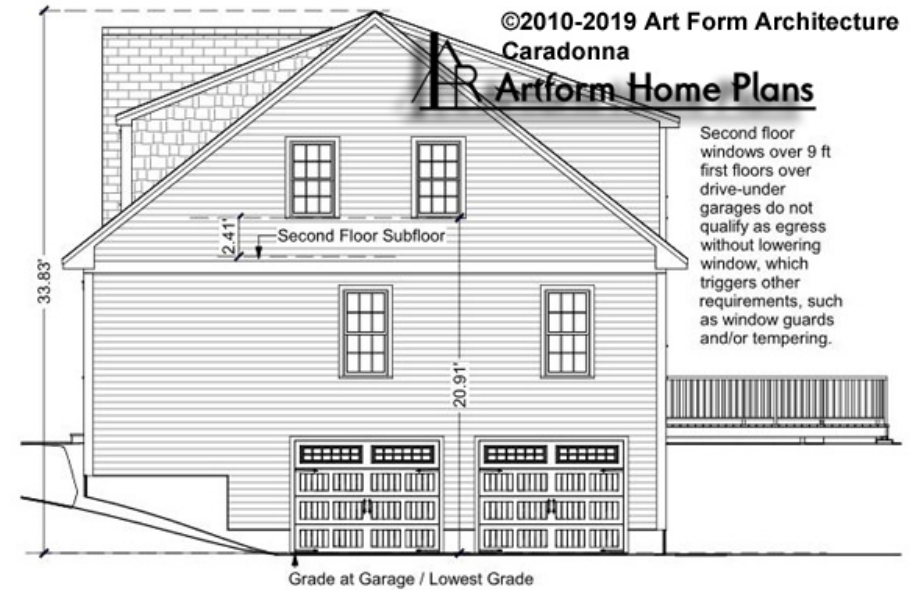 ©2010-2019 Art Form Architecture
Caradonna
AR
Artform Home Plans
Second floor
windows over 9 ft
first floors over
drive-under
garages do not
qualify as egress
without lowering
window, which
triggers other
requirements, such
as window guards
and/or tempering.
2.41'
Second Floor Subfloor
33.83'
20.91'
Grade at Garage / Lowest Grade